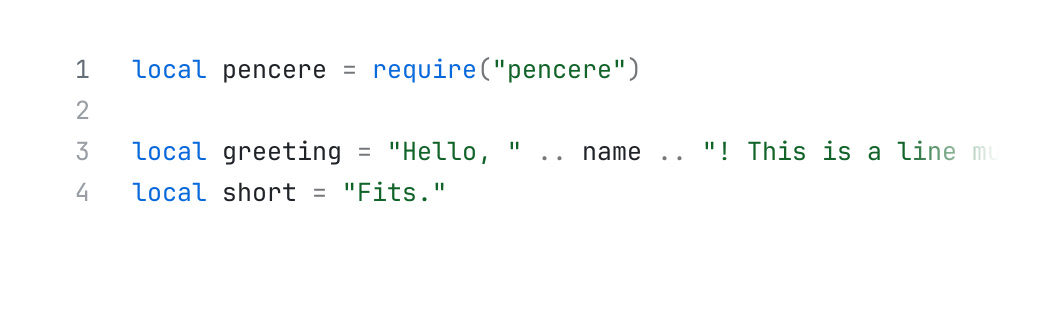 1 local pencere = require("pencere")
2
3 local greeting = "Hello, " .. name .. "! This is a line
4 local short = "Fits."